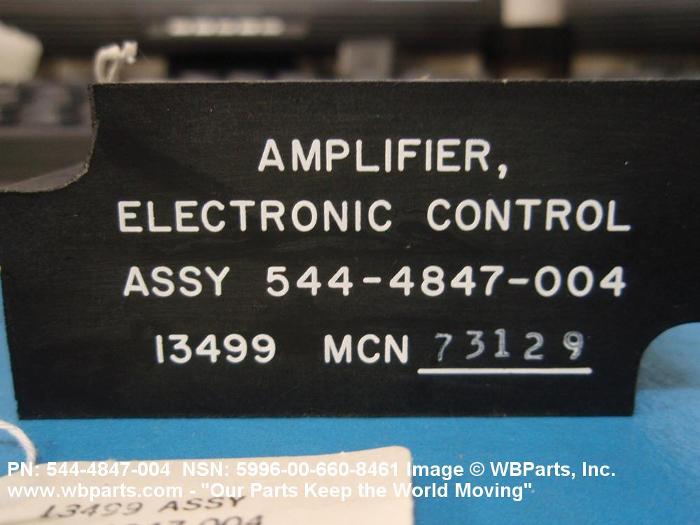 AMPLIFIER,
ELECTRONIC CONTROL
ASSY 544-4847-004
13499 MCN 73129
PN: 544-4847-004 NSN: 5996-00-660-8461 Image © WBParts, Inc.
www.wbparts.com - "Our Parts Keep the World Moving"
13499 ASSY